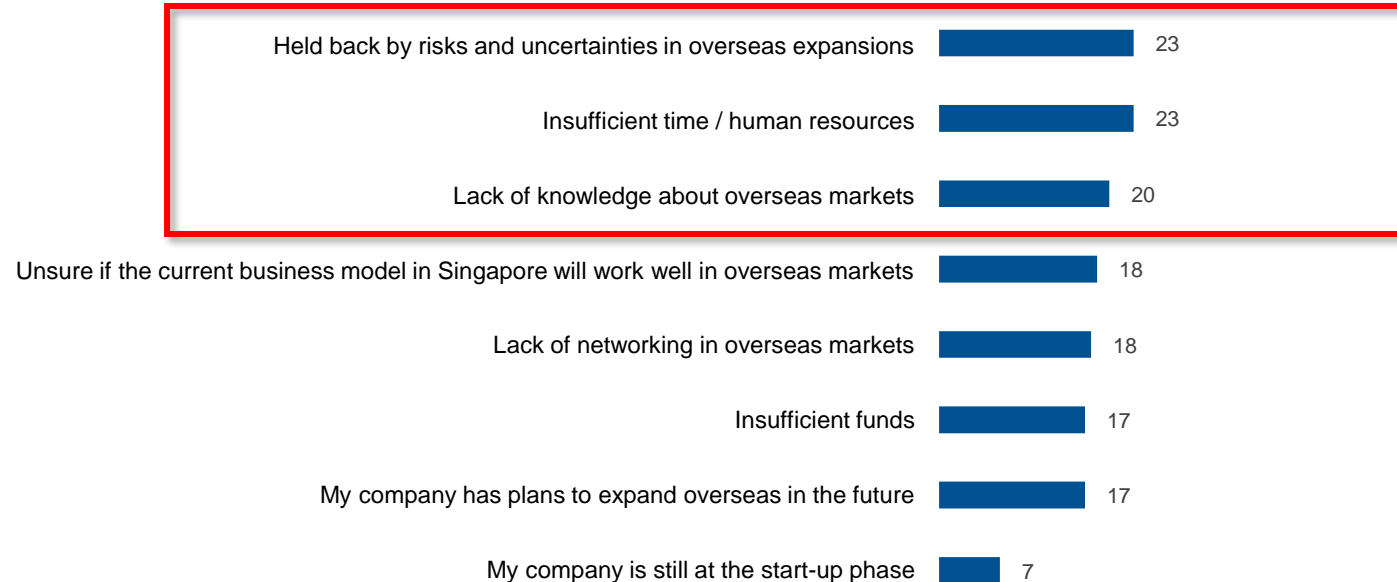 Held back by risks and uncertainties in overseas expansions 23
Insufficient time / human resources 23
Lack of knowledge about overseas markets 20
Unsure if the current business model in Singapore will work well in overseas markets 18
Lack of networking in overseas markets 18
Insufficient funds 17
My company has plans to expand overseas in the future 17
My company is still at the start-up phase 7